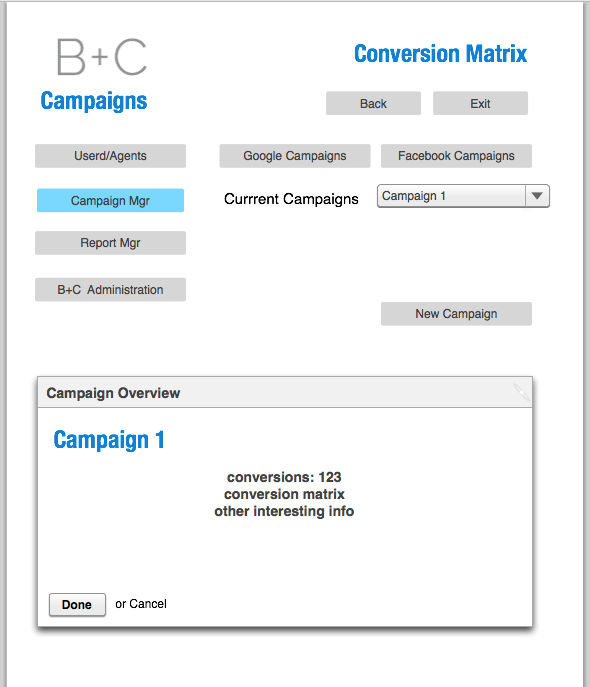 B+C
Conversion Matrix
Campaigns
Back
Exit
Userd/Agents
Google Campaigns
Facebook Campaigns
Campaign Mgr
Currrent Campaigns
Campaign 1
Report Mgr
B+C Administration
New Campaign
Campaign Overview
Campaign 1
conversions: 123
conversion matrix
other interesting info
Done
or Cancel